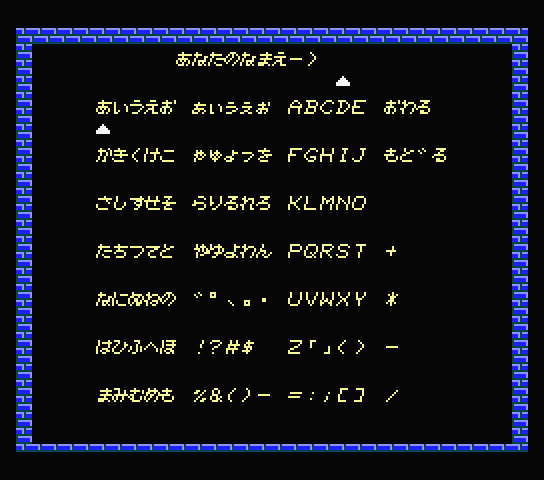 あなたのなまえー>
あいうえお ぁぃぅぇぉ ABCDE おわる
かきくけこ ゃゅょっを FGHIJ もど゛る
さしすせそ らりるれろ KLMNO
たちつてと やゆよわん PQRST +
なにぬねの ゛゜、。・ UVWXY *
はひふへほ !?#$ Z「」〈〉 -
まみむめも %&()- =:;[] /